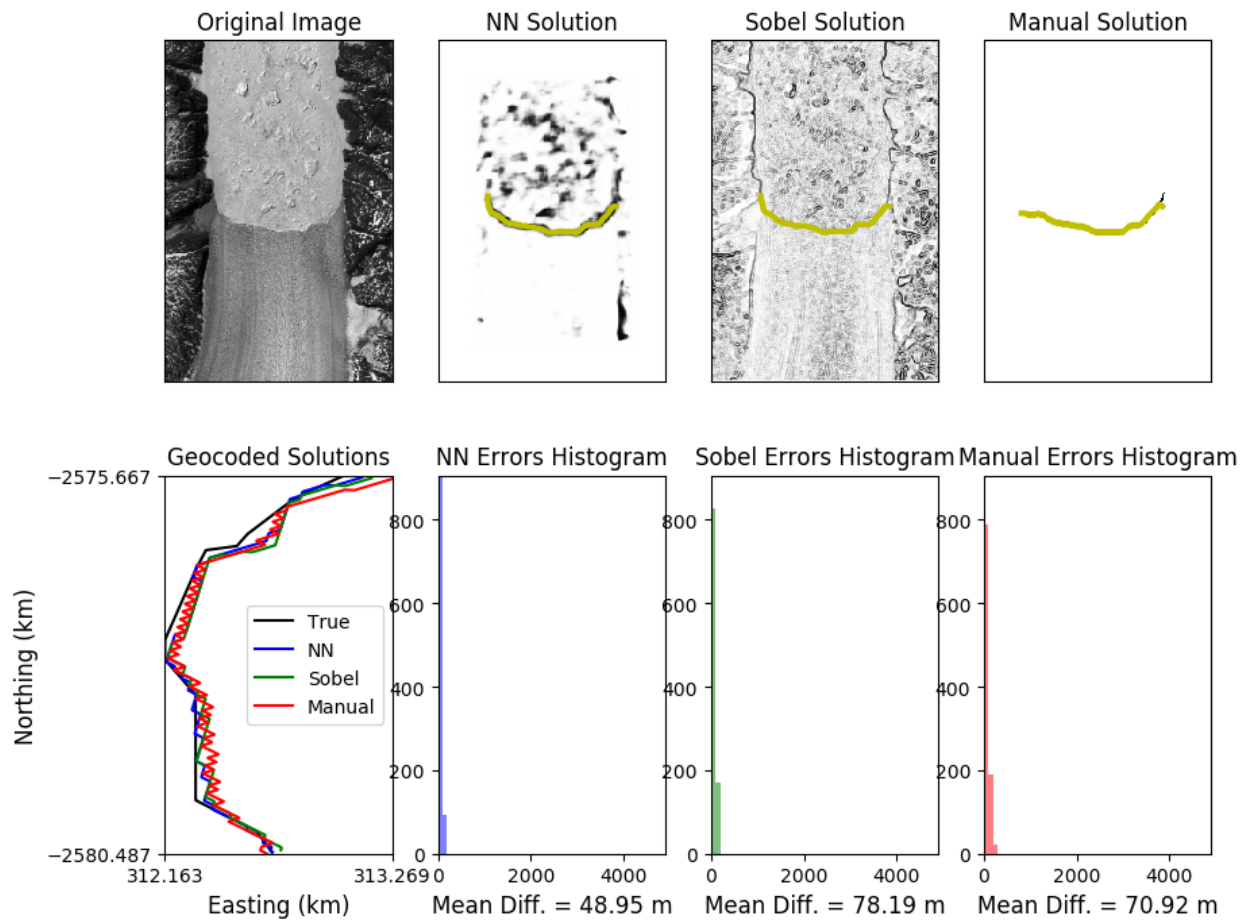 Original Image
NN Solution
Sobel Solution
Manual Solution
Geocoded Solutions
NN Errors Histogram
Sobel Errors Histogram
Manual Errors Histogram
−2575.667
−2580.487
Northing (km)
312.163
313.269
Easting (km)
True
NN
Sobel
Manual
800
600
400
200
0
0
2000
4000
Mean Diff. = 48.95 m
800
600
400
200
0
0
2000
4000
Mean Diff. = 78.19 m
800
600
400
200
0
0
2000
4000
Mean Diff. = 70.92 m